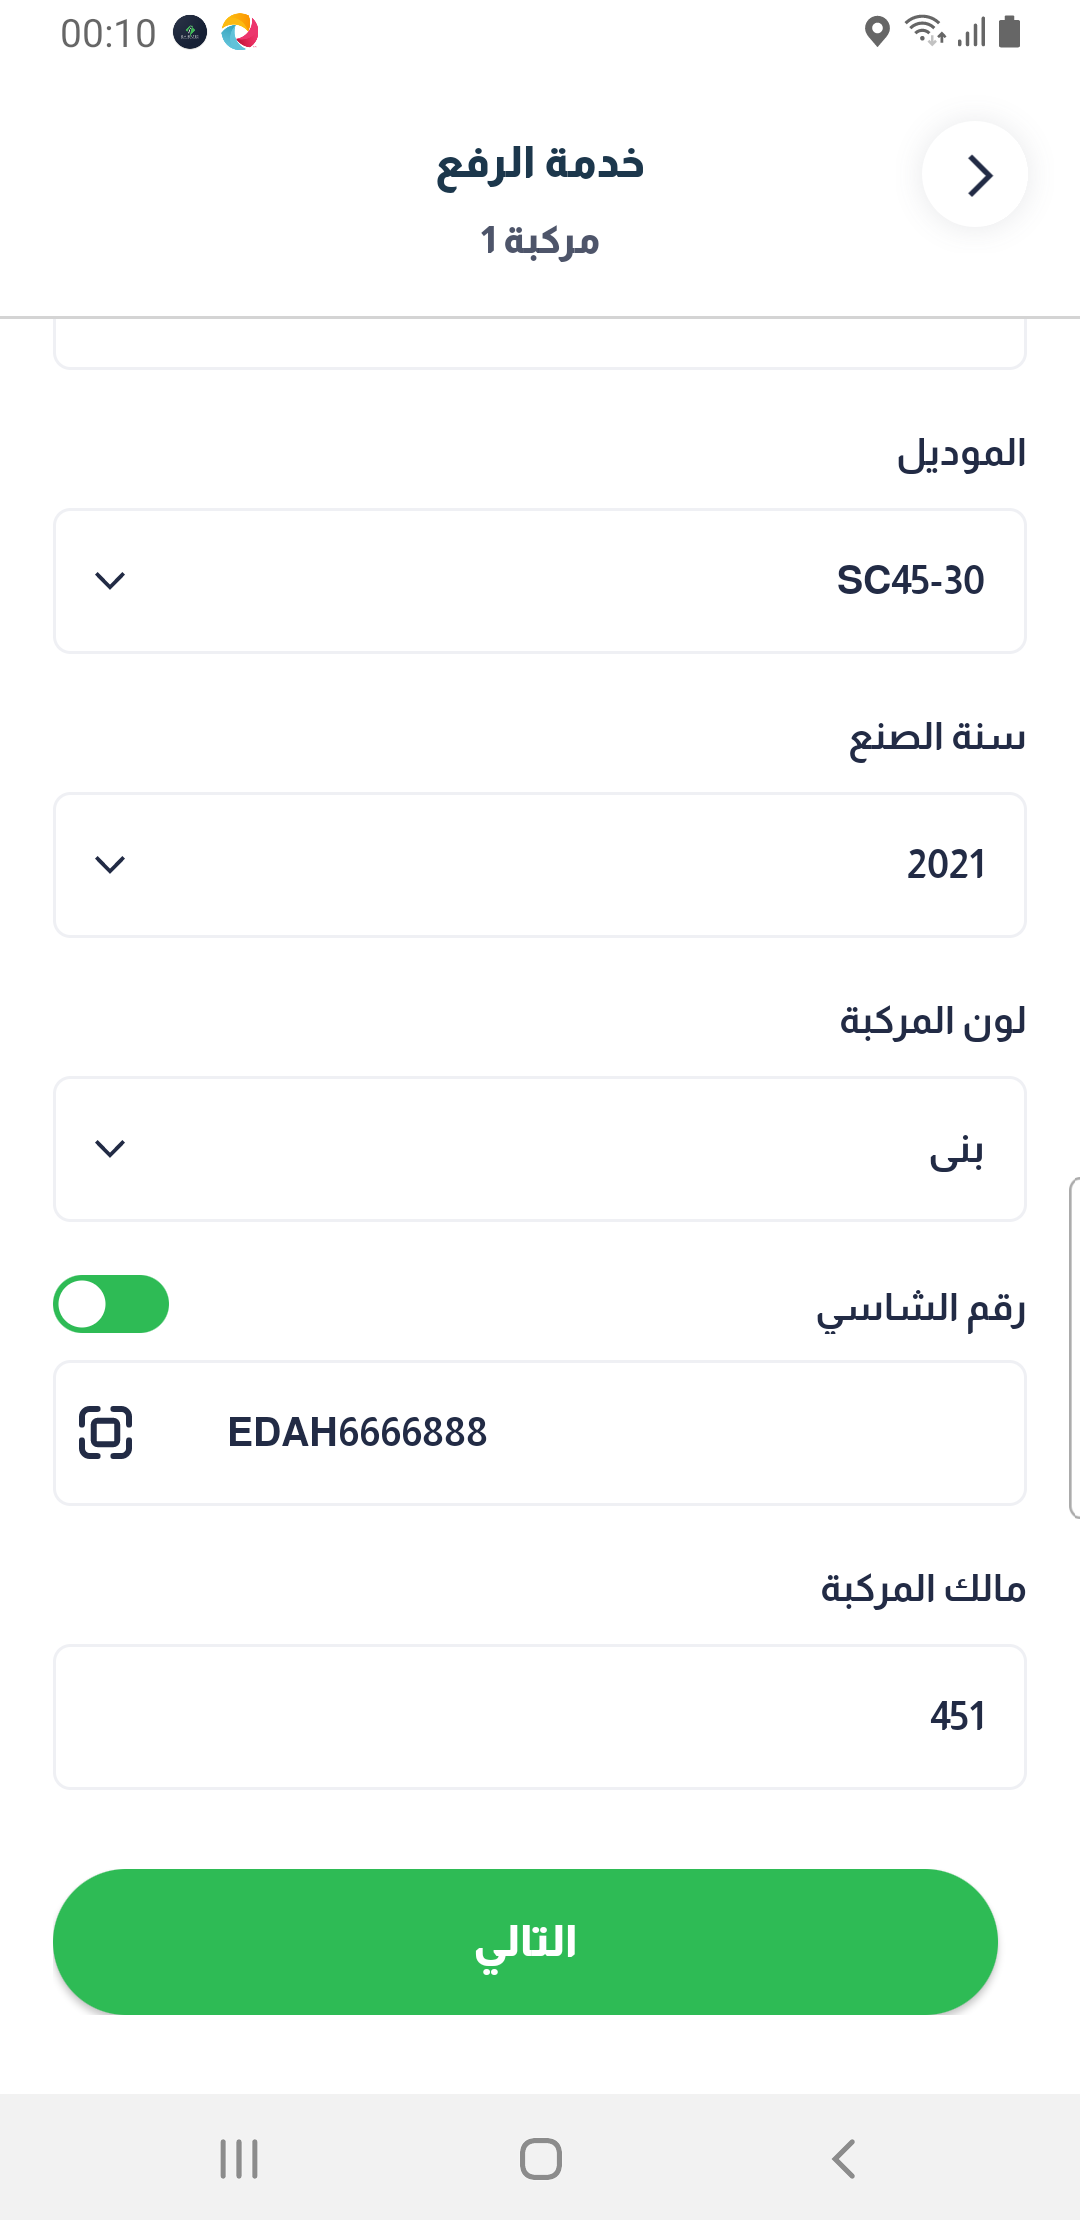 00:10
خدمة الرفع
مركبة 1
الموديل
SC45-30
سنة الصنع
2021
لون المركبة
بنى
رقم الشاسي
EDAH6666888
مالك المركبة
451
التالي